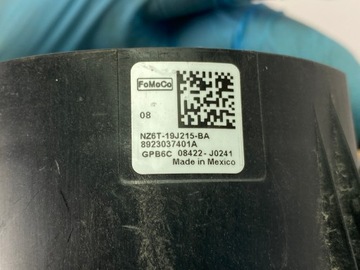 FoMoCo
08
NZ6T-19J215-BA
8923037401A
GPB6C 08422- J0241
Made in Mexico